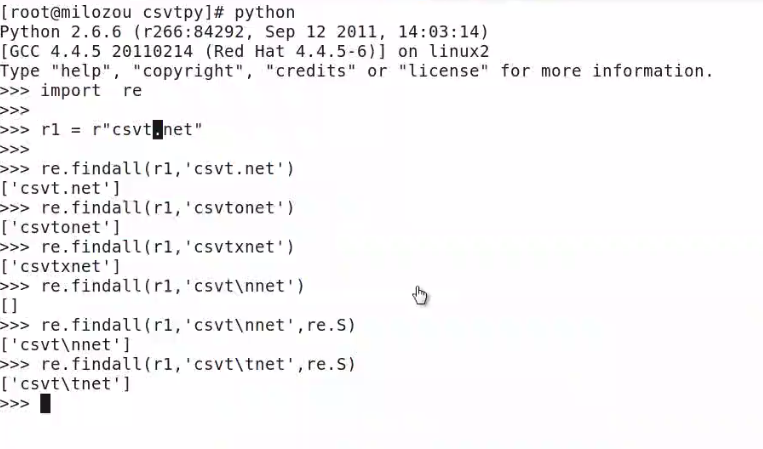 [root@milozou csvtpy]# python
Python 2.6.6 (r266:84292, Sep 12 2011, 14:03:14)
[GCC 4.4.5 20110214 (Red Hat 4.4.5-6)] on linux2
Type "help", "copyright", "credits" or "license" for more information.
>>> import  re
>>>
>>> r1 = r"csvt.net"
>>>
>>> re.findall(r1,'csvt.net')
['csvt.net']
>>> re.findall(r1,'csvtonet')
['csvtonet']
>>> re.findall(r1,'csvtxnet')
['csvtxnet']
>>> re.findall(r1,'csvt\nnet')
[]
>>> re.findall(r1,'csvt\nnet',re.S)
['csvt\nnet']
>>> re.findall(r1,'csvt\tnet',re.S)
['csvt\tnet']
>>>